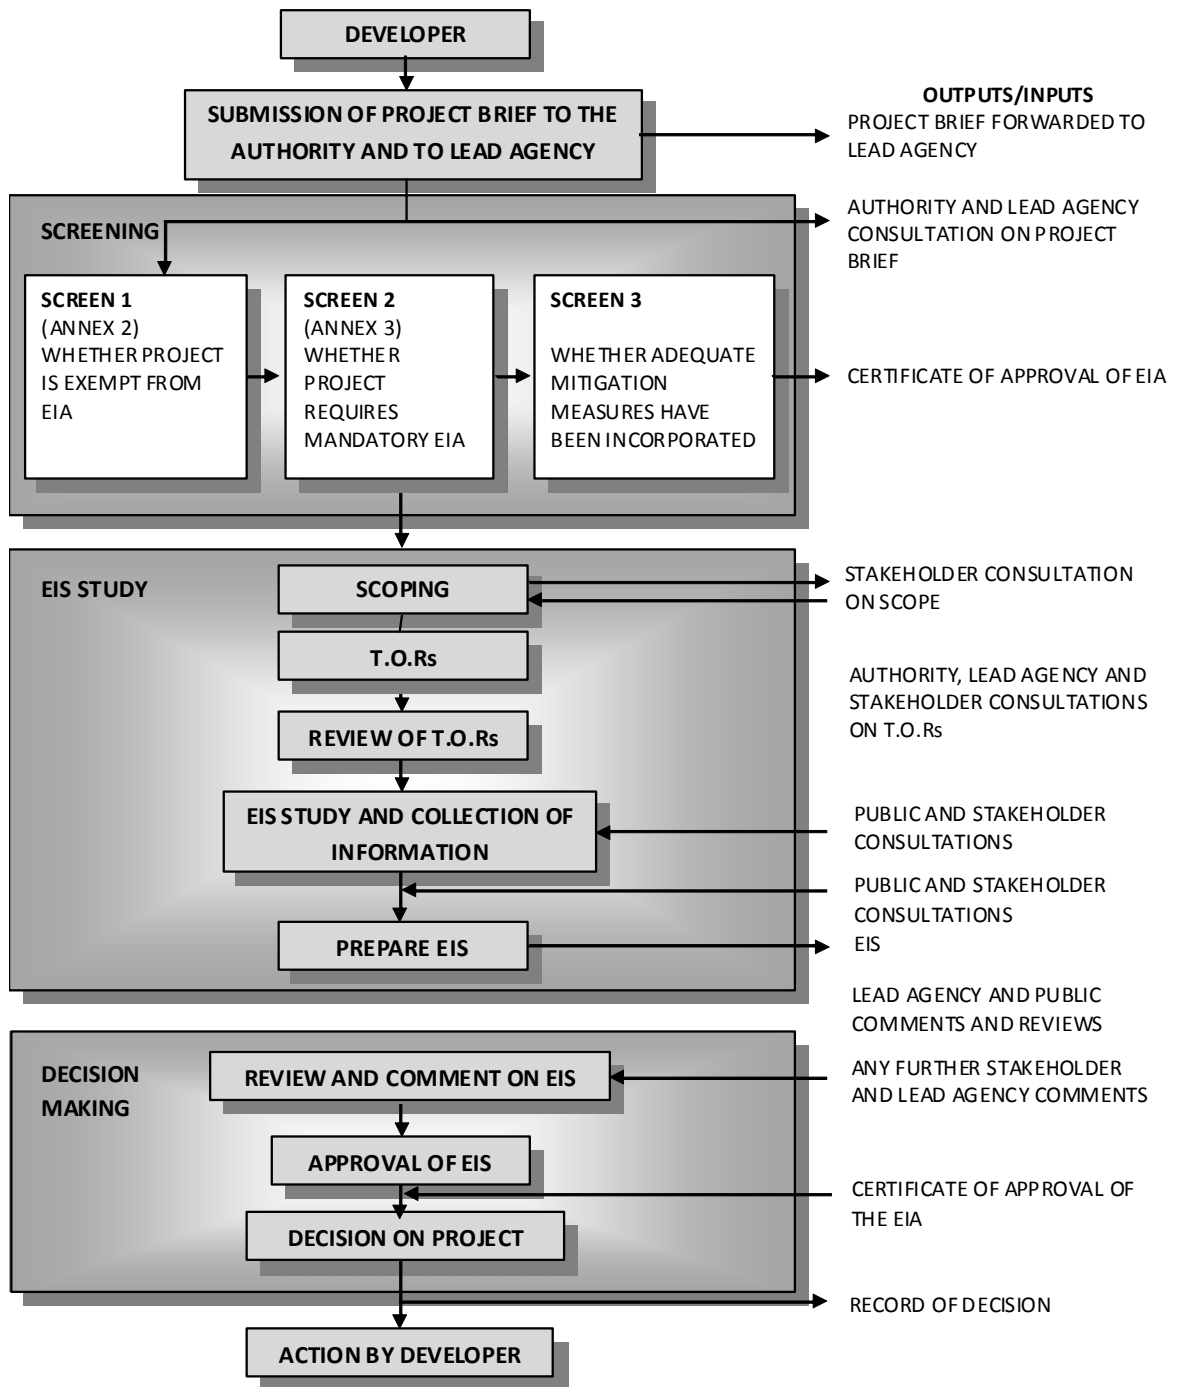 DEVELOPER
OUTPUTS/INPUTS
SUBMISSION OF PROJECT BRIEF TO THE
AUTHORITY AND TO LEAD AGENCY
PROJECT BRIEF FORWARDED TO
LEAD AGENCY
SCREENING
AUTHORITY AND LEAD AGENCY
CONSULTATION ON PROJECT
BRIEF
SCREEN 1
(ANNEX 2)
WHETHER PROJECT
IS EXEMPT FROM
EIA
SCREEN 2
(ANNEX 3)
WHETHER
PROJECT
REQUIRES
MANDATORY EIA
SCREEN 3
WHETHER ADEQUATE
MITIGATION
MEASURES HAVE
BEEN INCORPORATED
CERTIFICATE OF APPROVAL OF EIA
EIS STUDY
SCOPING
STAKEHOLDER CONSULTATION
ON SCOPE
T.O.Rs
AUTHORITY, LEAD AGENCY AND
STAKEHOLDER CONSULTATIONS
ON T.O.Rs
REVIEW OF T.O.Rs
EIS STUDY AND COLLECTION OF
INFORMATION
PUBLIC AND STAKEHOLDER
CONSULTATIONS
PUBLIC AND STAKEHOLDER
CONSULTATIONS
PREPARE EIS
EIS
LEAD AGENCY AND PUBLIC
COMMENTS AND REVIEWS
DECISION
MAKING
REVIEW AND COMMENT ON EIS
ANY FURTHER STAKEHOLDER
AND LEAD AGENCY COMMENTS
APPROVAL OF EIS
CERTIFICATE OF APPROVAL OF
THE EIA
DECISION ON PROJECT
RECORD OF DECISION
ACTION BY DEVELOPER